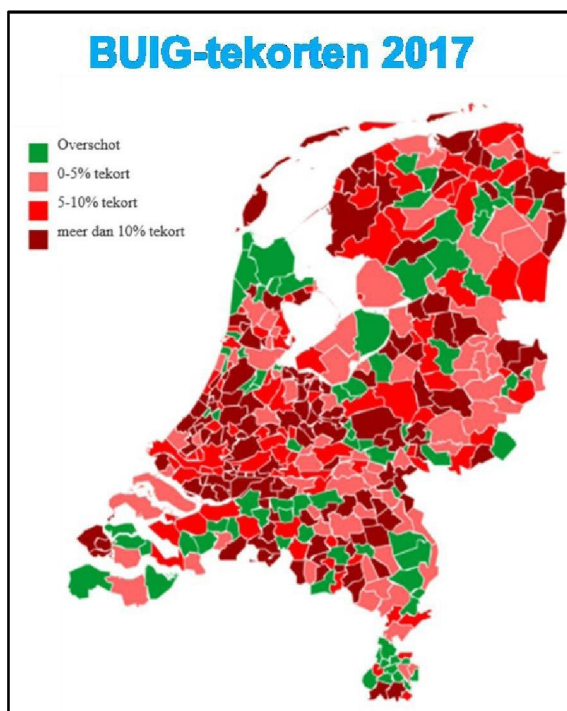 BUIG-tekorten 2017
Overschot
0-5% tekort
5-10% tekort
meer dan 10% tekort